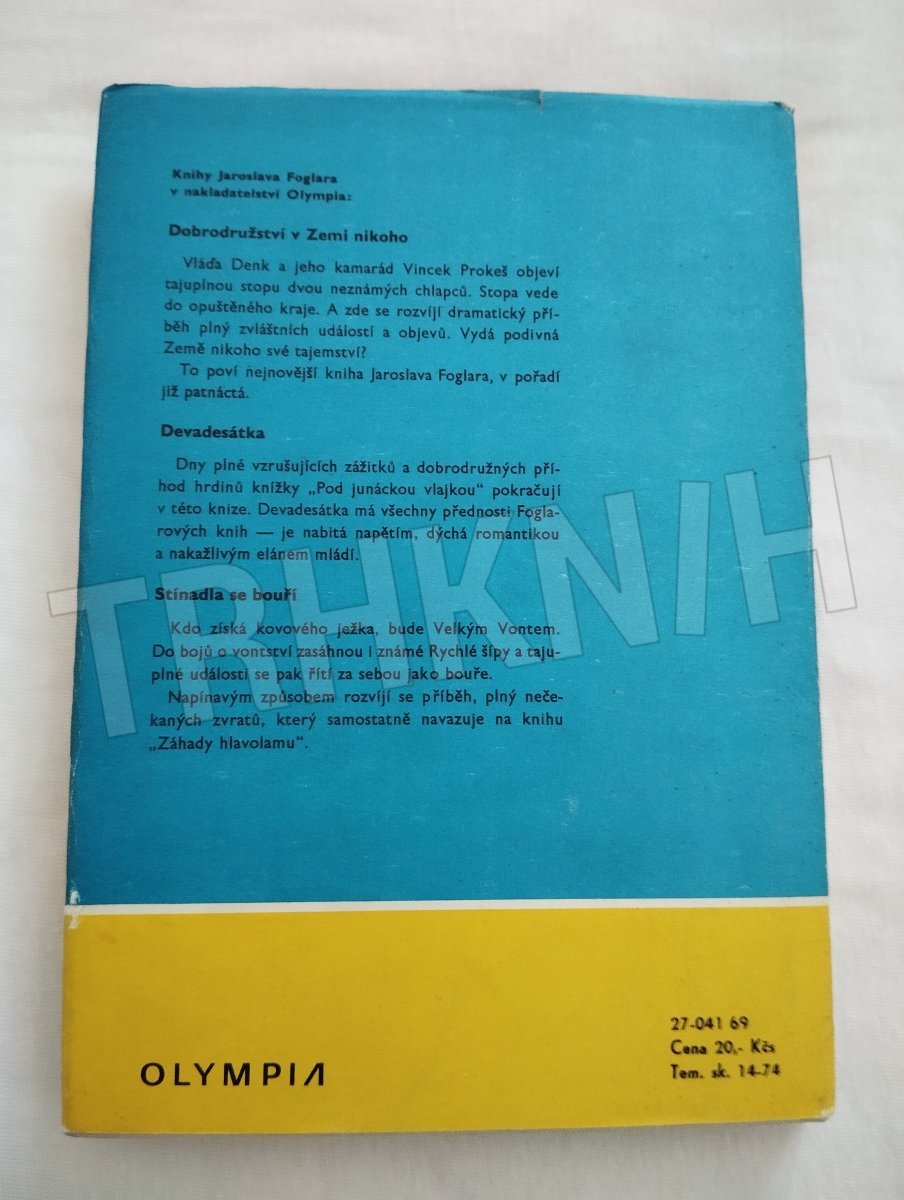 Knihy Jaroslava Foglara
v nakladatelství Olympia:
Dobrodružství v Zemi nikoho
Vláďa Denk a jeho kamarád Vincek Prokeš objeví
tajuplnou stopu dvou neznámých chlapců. Stopa vede
do opuštěného kraje. A zde se rozvíjí dramatický pří-
běh plný zvláštních událostí a objevů. Vydá podivná
Země nikoho své tajemství?
To poví nejnovější kniha Jaroslava Foglara, v pořadí
již patnáctá.
Devadesátka
Dny plné vzrušujících zážitků a dobrodružných pří-
hod hrdinů knížky „Pod junáckou vlajkou“ pokračují
v této knize. Devadesátka má všechny přednosti Fogla-
rových knih — je nabitá napětím, dýchá romantikou
a nakažlivým elánem mládí.
Stínadla se bouří
Kdo získá kovového ježka, bude Velkým Vontem.
Do bojů o vontství zasáhnou i známé Rychlé šípy a taju-
plné události se pak řítí za sebou jako bouře.
Napínavým způsobem rozvíjí se příběh, plný neče-
kaných zvratů, který samostatně navazuje na knihu
„Záhady hlavolamu“.
TRHKNIH
OLYMPIA
27-041 69
Cena 20,- Kčs
Tem. sk. 14-74